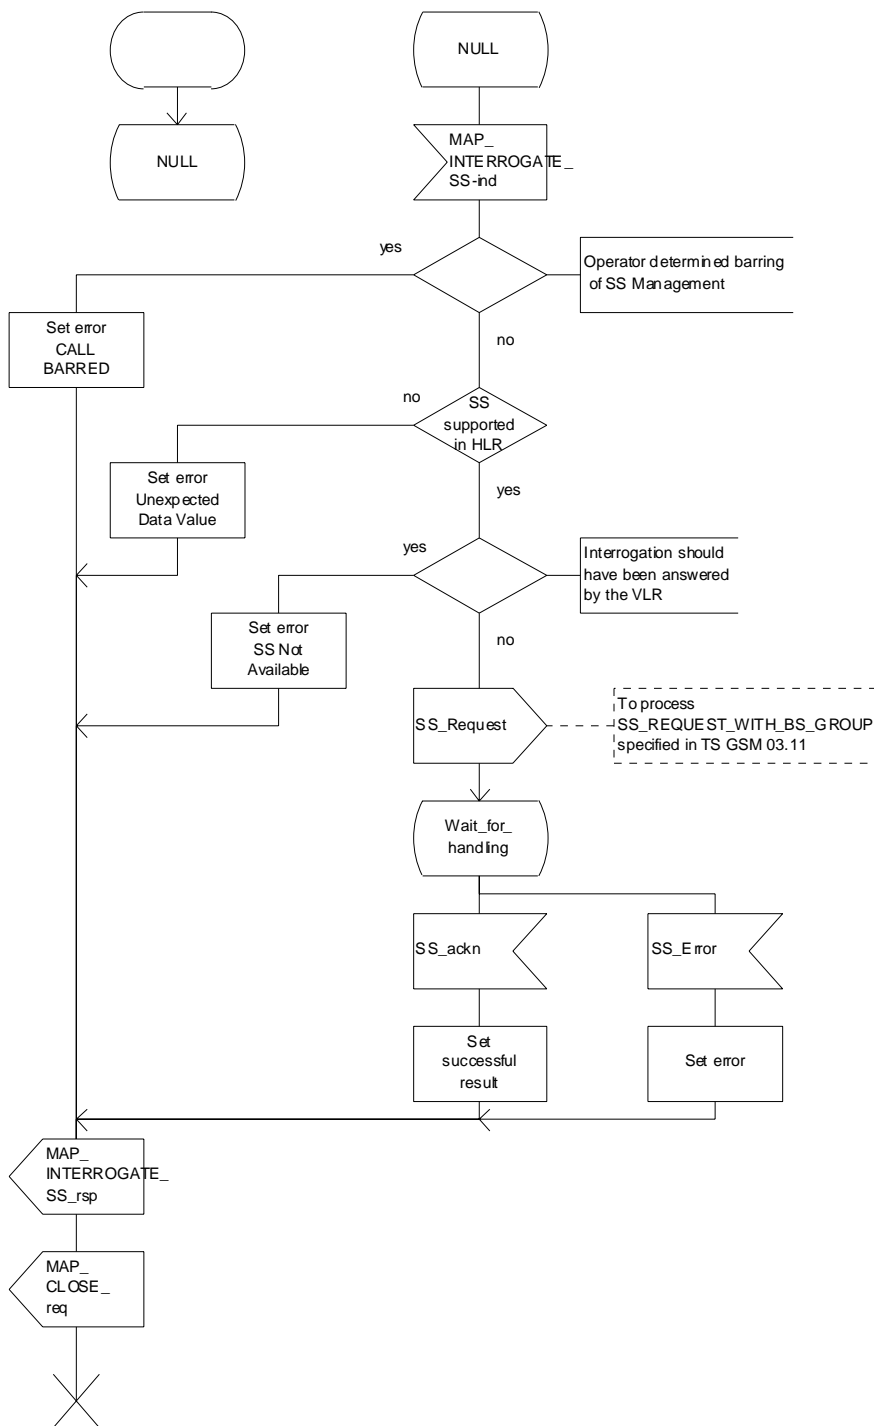 NULL
NULL
MAP_
INTERROGATE_
SS-ind
yes
Operator determined barring
of SS Management
Set error
CALL
BARRED
no
no
SS
supported
in HLR
Set error
Unexpected
Data Value
yes
yes
Interrogation should
have been answered
by the VLR
Set error
SS Not
Available
no
SS_Request
To process
SS_REQUEST_WITH_BS_GROUP
specified in TS GSM 03.11
Wait_for_
handling
SS_ackn
SS_Error
Set
successful
result
Set error
MAP_
INTERROGATE_
SS_rsp
MAP_
CLOSE_
req